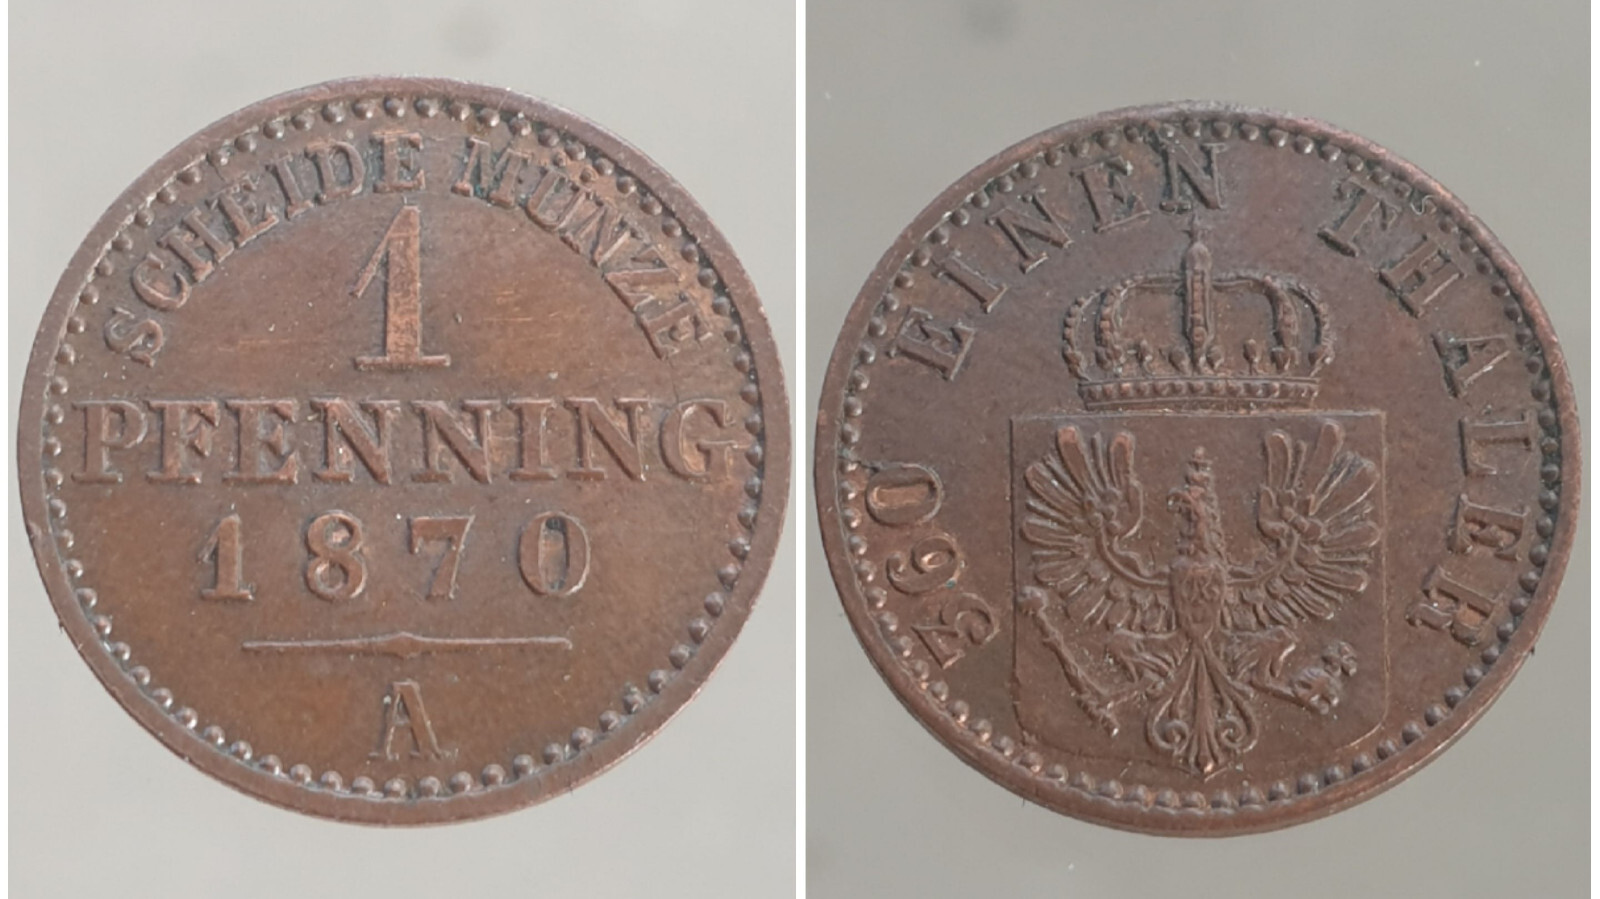 SCHEIDE MÜNZE
1
PFENNING
1870
A
360 EINEN THALER